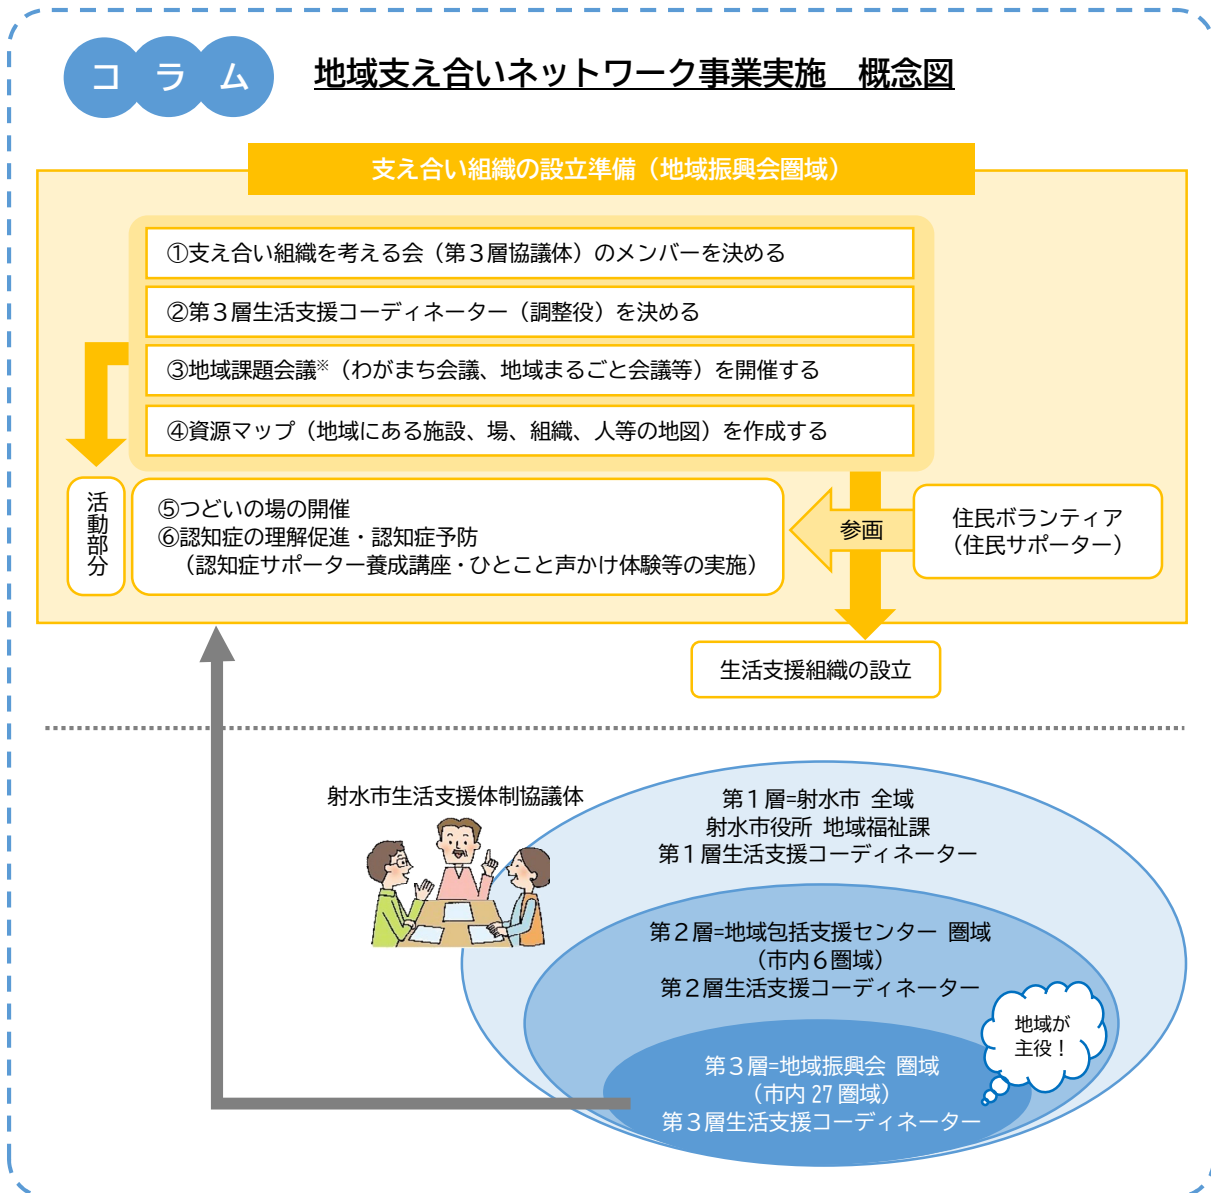 コラム
地域支え合いネットワーク事業実施　概念図
支え合い組織の設立準備（地域振興会圏域）
①支え合い組織を考える会（第３層協議体）のメンバーを決める
②第３層生活支援コーディネーター（調整役）を決める
③地域課題会議※（わがまち会議、地域まるごと会議等）を開催する
④資源マップ（地域にある施設、場、組織、人等の地図）を作成する
活動部分
⑤つどいの場の開催
⑥認知症の理解促進・認知症予防
（認知症サポーター養成講座・ひとこと声かけ体験等の実施）
参画
住民ボランティア
（住民サポーター）
生活支援組織の設立
射水市生活支援体制協議体
第１層=射水市 全域
射水市役所 地域福祉課
第１層生活支援コーディネーター
第２層=地域包括支援センター 圏域
（市内６圏域）
第２層生活支援コーディネーター
地域が
主役！
第３層=地域振興会 圏域
（市内 27 圏域）
第３層生活支援コーディネーター